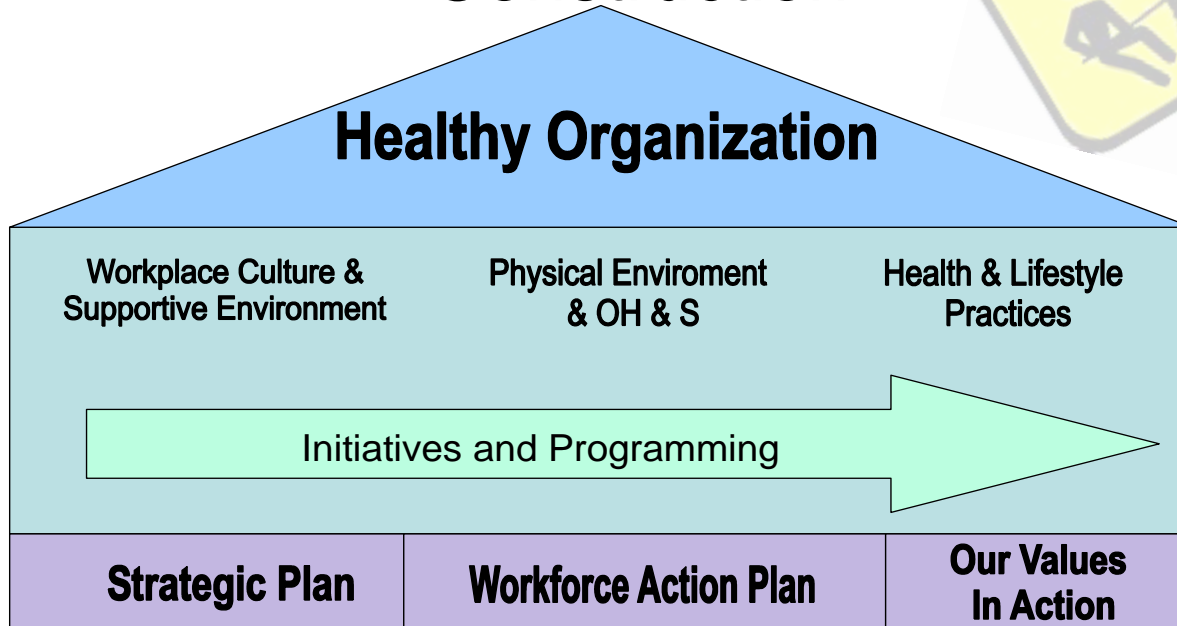 Healthy Organization
Workplace Culture &
Supportive Environment
Physical Enviroment
& OH & S
Health & Lifestyle
Practices
Initiatives and Programming
Strategic Plan
Workforce Action Plan
Our Values
In Action